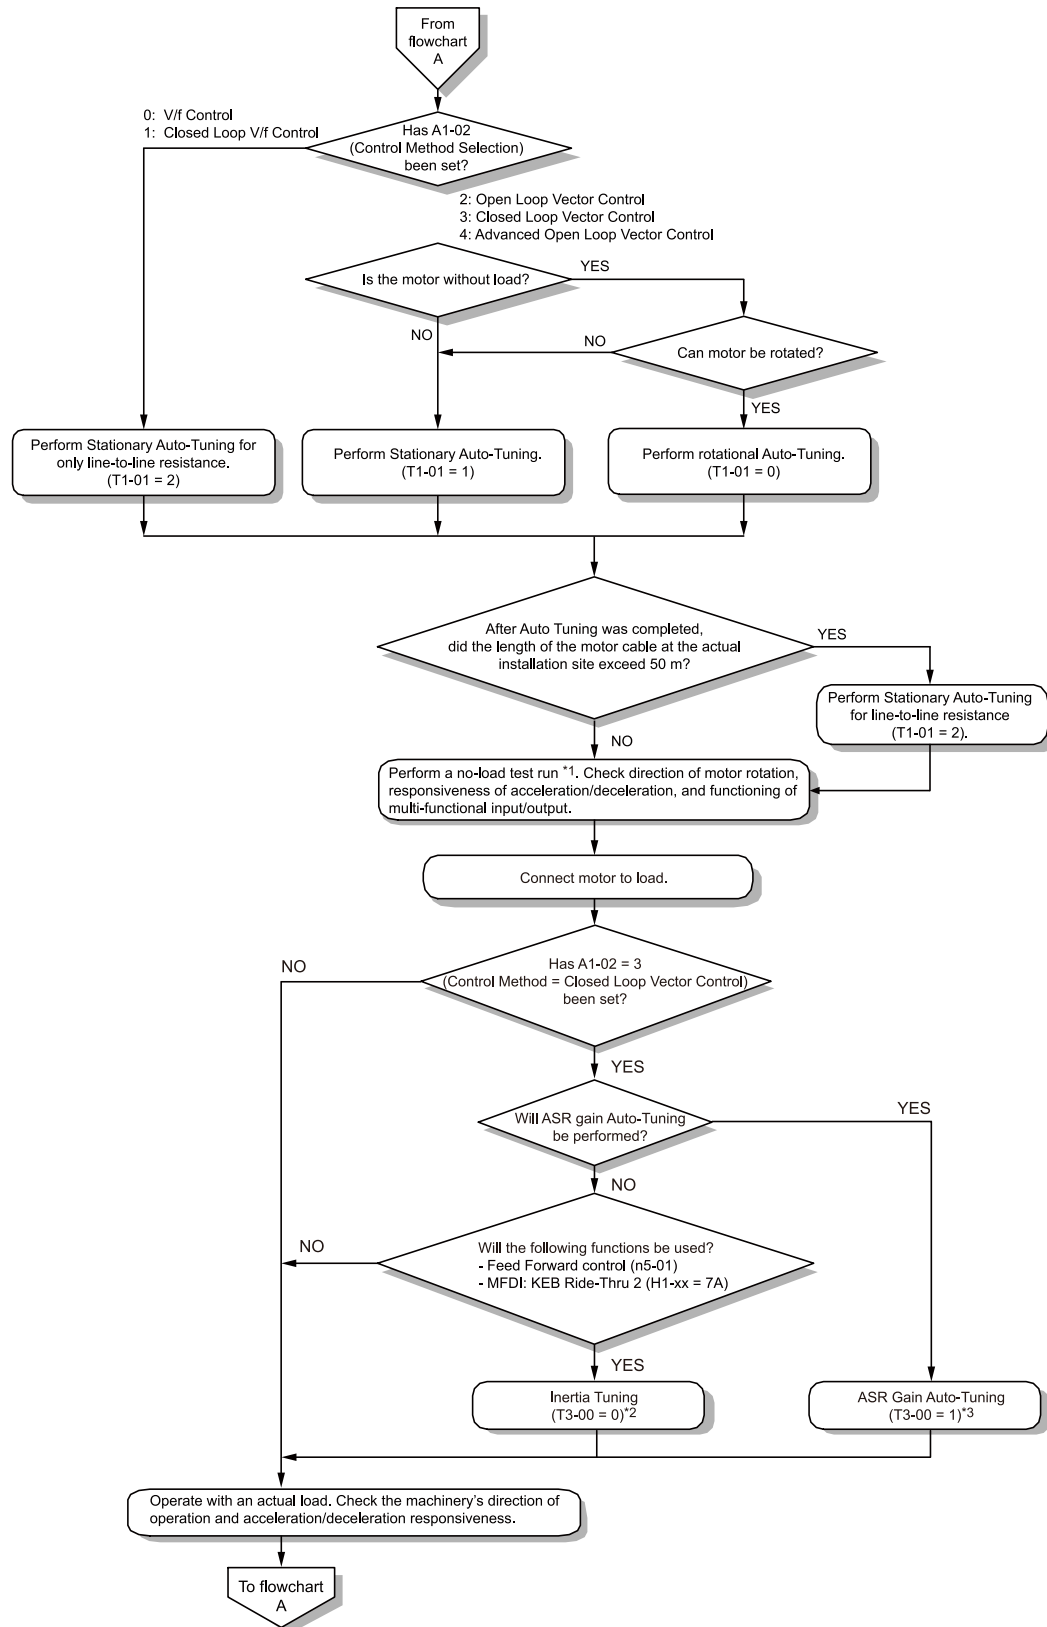 From
flowchart
A
0: V/f Control
1: Closed Loop V/f Control
Has A1-02
(Control Method Selection)
been set?
2: Open Loop Vector Control
3: Closed Loop Vector Control
4: Advanced Open Loop Vector Control
Is the motor without load?
YES
NO
NO
Can motor be rotated?
YES
Perform Stationary Auto-Tuning for
only line-to-line resistance.
(T1-01 = 2)
Perform Stationary Auto-Tuning.
(T1-01 = 1)
Perform rotational Auto-Tuning.
(T1-01 = 0)
After Auto Tuning was completed,
did the length of the motor cable at the actual
installation site exceed 50 m?
YES
Perform Stationary Auto-Tuning
for line-to-line resistance
(T1-01 = 2).
NO
Perform a no-load test run *1. Check direction of motor rotation,
responsiveness of acceleration/deceleration, and functioning of
multi-functional input/output.
Connect motor to load.
Has A1-02 = 3
(Control Method = Closed Loop Vector Control)
been set?
NO
YES
Will ASR gain Auto-Tuning
be performed?
YES
NO
Will the following functions be used?
- Feed Forward control (n5-01)
- MFDI: KEB Ride-Thru 2 (H1-xx = 7A)
NO
YES
Inertia Tuning
(T3-00 = 0)*2
ASR Gain Auto-Tuning
(T3-00 = 1)*3
Operate with an actual load. Check the machinery's direction of
operation and acceleration/deceleration responsiveness.
To flowchart
A